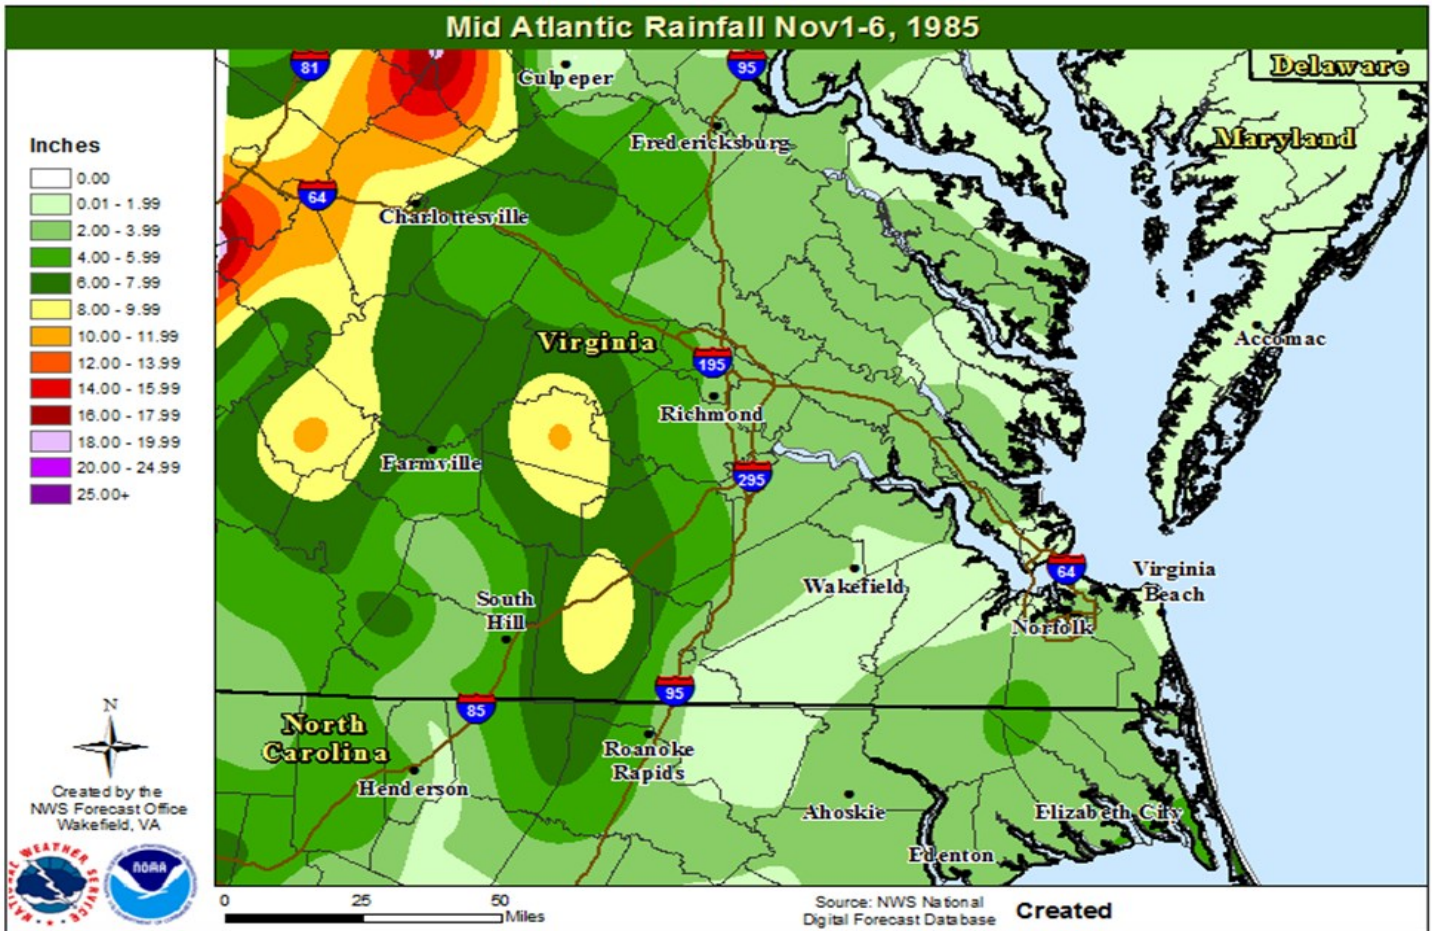 Mid Atlantic Rainfall Nov1-6, 1985
Inches
0.00
0.01 - 1.99
2.00 - 3.99
4.00 - 5.99
6.00 - 7.99
8.00 - 9.99
10.00 - 11.99
12.00 - 13.99
14.00 - 15.99
16.00 - 17.99
18.00 - 19.99
20.00 - 24.99
25.00+
N
Created by the
NWS Forecast Office
Wakefield, VA
NATIONAL WEATHER SERVICE
NOAA
81
Culpeper
95
Delaware
Maryland
Fredericksburg
64
Charlottesville
Virginia
Accomac
195
Richmond
Farmville
295
Wakefield
64
Virginia
Beach
Norfolk
South
Hill
85
95
North
Carolina
Henderson
Roanoke
Rapids
Ahoskie
Elizabeth City
Edenton
0
25
50
Miles
Source: NWS National
Digital Forecast Database
Created